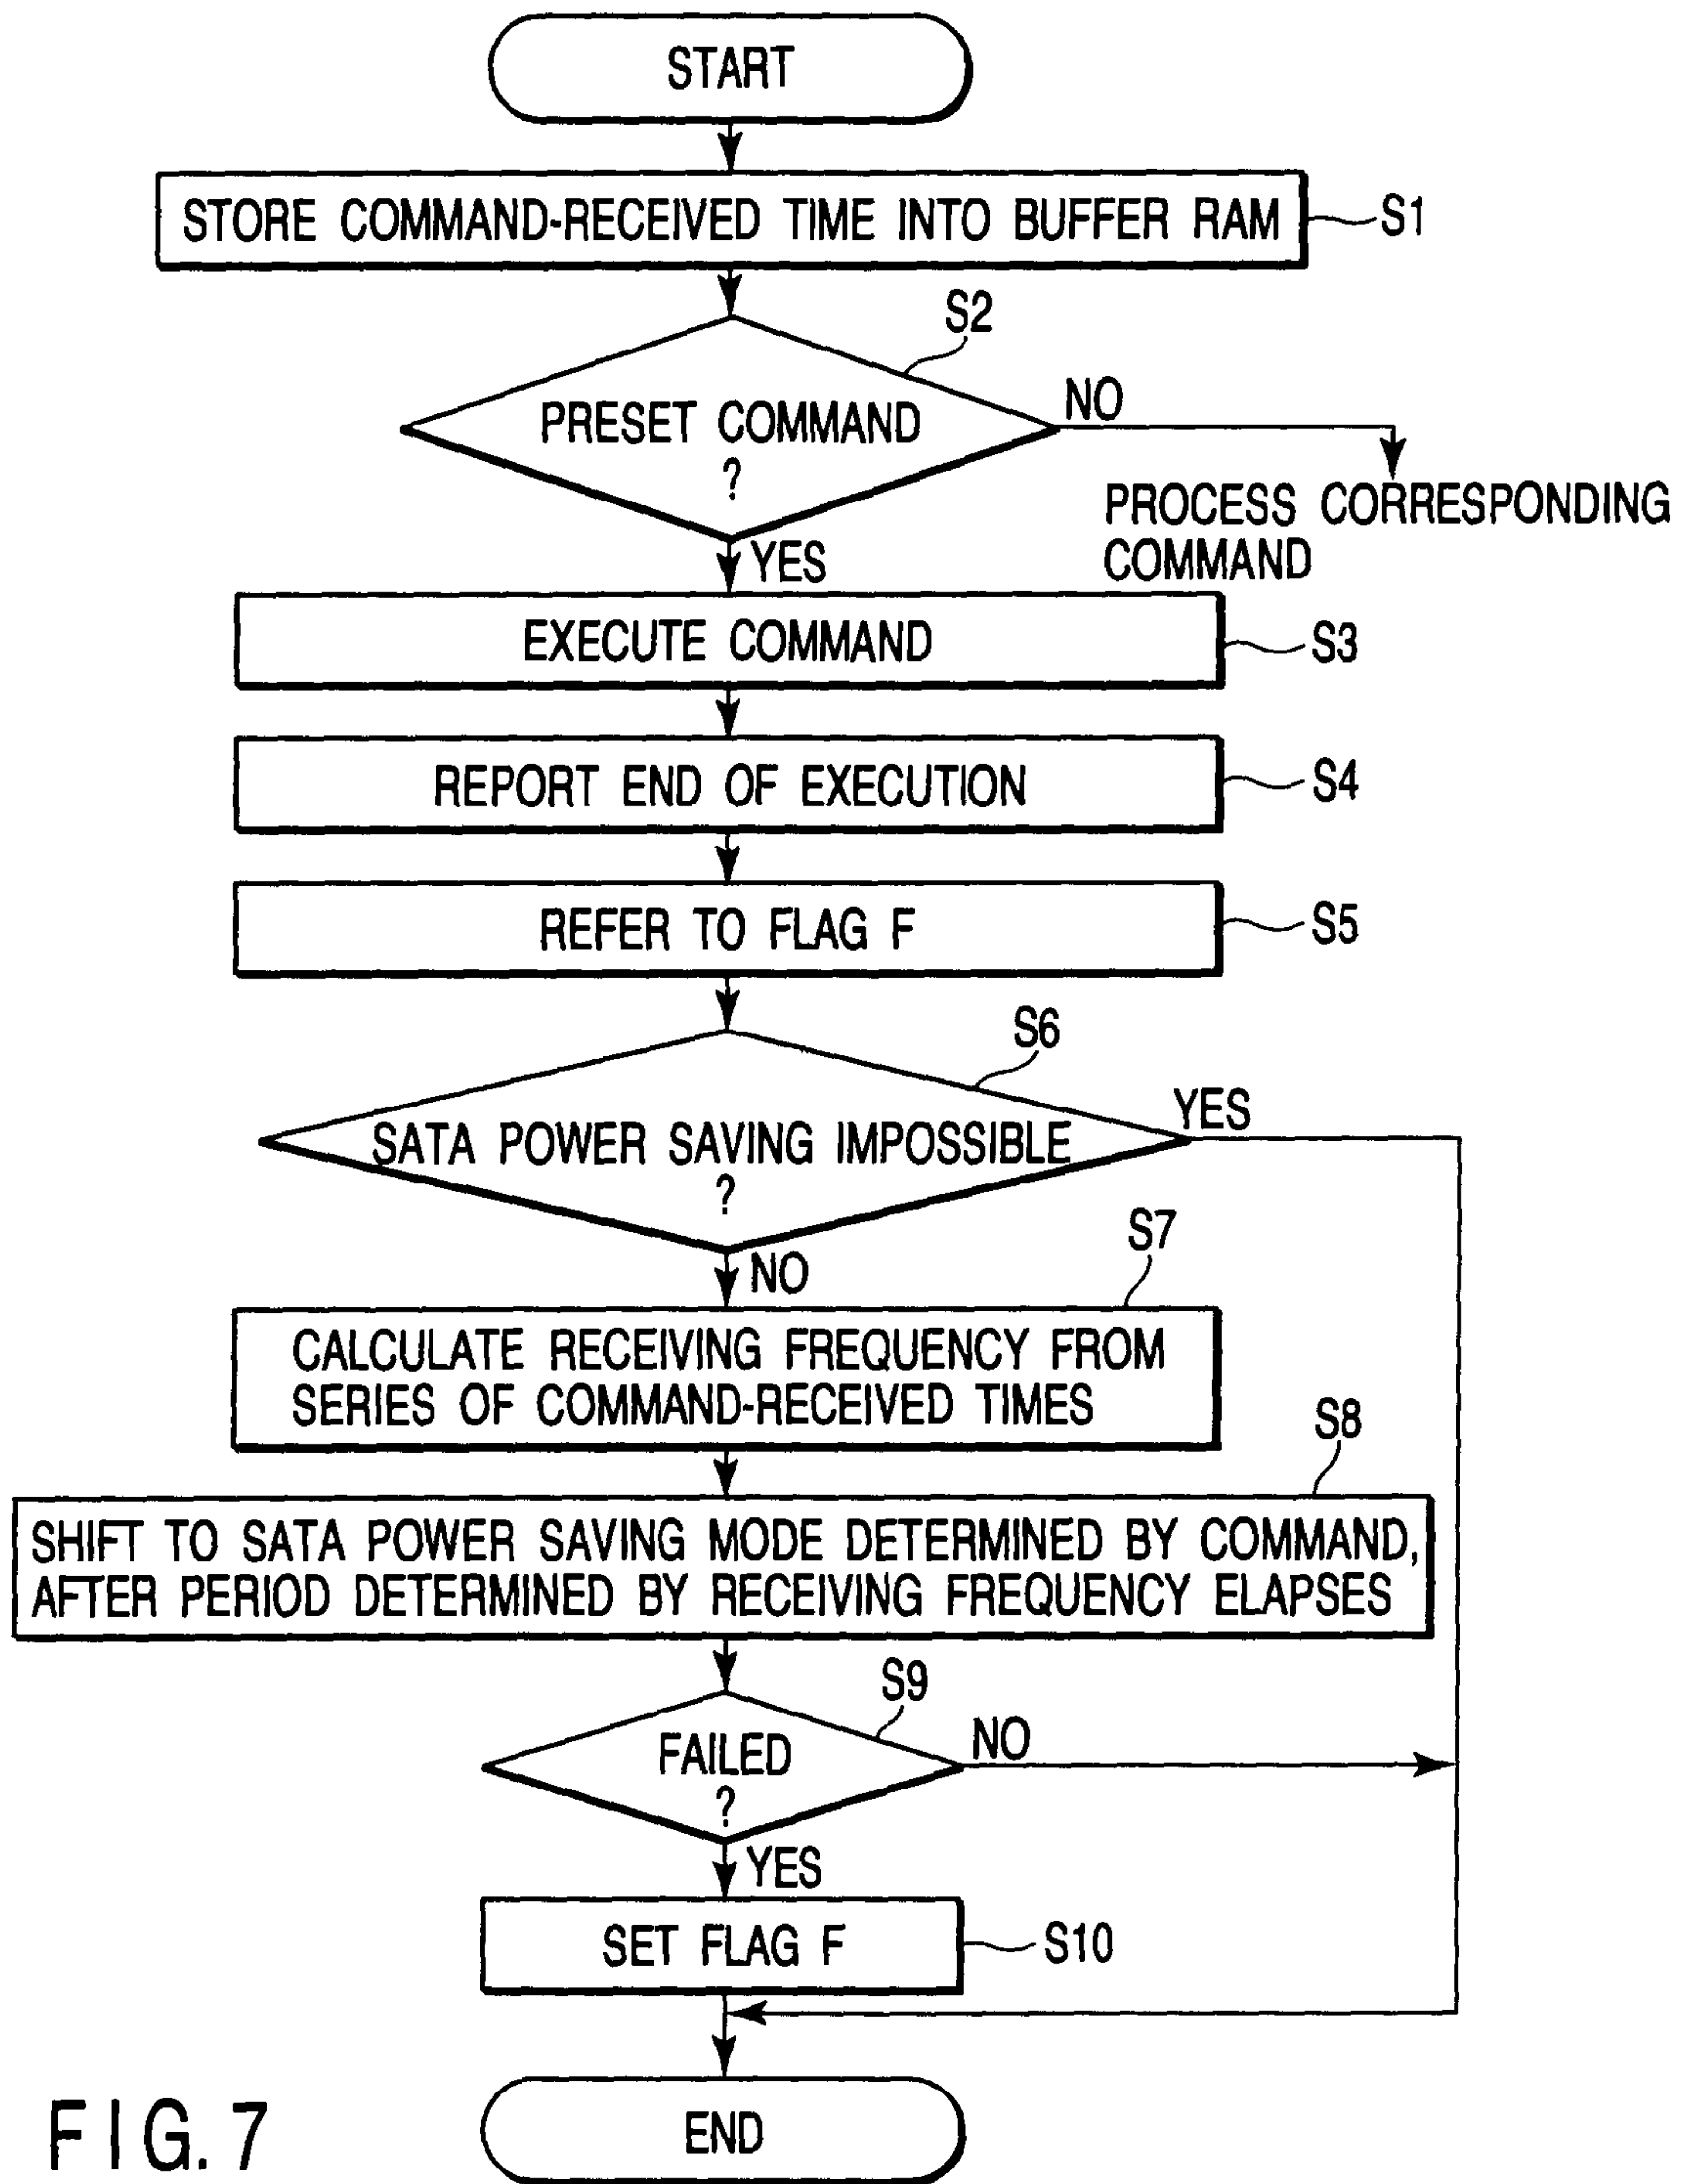 START
STORE COMMAND-RECEIVED TIME INTO BUFFER RAM
S1
S2
PRESET COMMAND
?
NO
PROCESS CORRESPONDING
COMMAND
YES
EXECUTE COMMAND
S3
REPORT END OF EXECUTION
S4
REFER TO FLAG F
S5
S6
SATA POWER SAVING IMPOSSIBLE
?
YES
NO
S7
CALCULATE RECEIVING FREQUENCY FROM
SERIES OF COMMAND-RECEIVED TIMES
S8
SHIFT TO SATA POWER SAVING MODE DETERMINED BY COMMAND,
AFTER PERIOD DETERMINED BY RECEIVING FREQUENCY ELAPSES
S9
FAILED
?
NO
YES
SET FLAG F
S10
END
FIG. 7